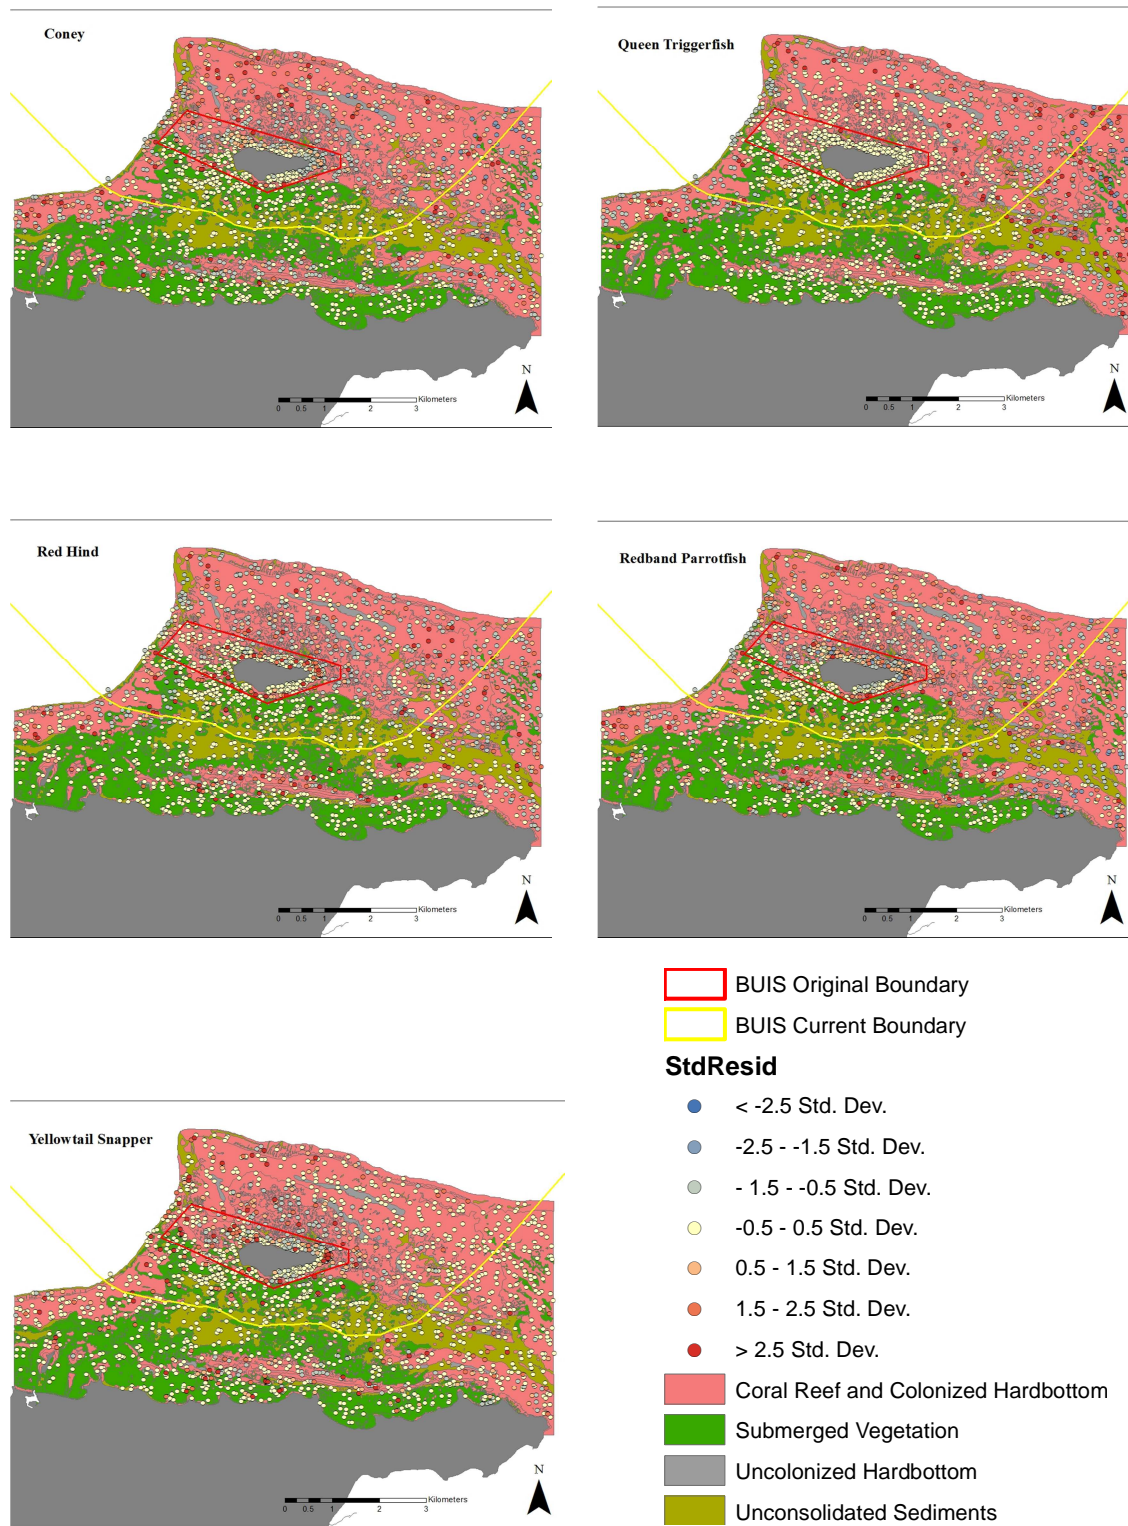 Coney
N
Kilometers
0 0.5 1 2 3
Queen Triggerfish
N
Kilometers
0 0.5 1 2 3
Red Hind
N
Kilometers
0 0.5 1 2 3
Redband Parrotfish
N
Kilometers
0 0.5 1 2 3
Yellowtail Snapper
N
Kilometers
0 0.5 1 2 3
BUIS Original Boundary
BUIS Current Boundary
StdResid
< -2.5 Std. Dev.
-2.5 - -1.5 Std. Dev.
- 1.5 - -0.5 Std. Dev.
-0.5 - 0.5 Std. Dev.
0.5 - 1.5 Std. Dev.
1.5 - 2.5 Std. Dev.
> 2.5 Std. Dev.
Coral Reef and Colonized Hardbottom
Submerged Vegetation
Uncolonized Hardbottom
Unconsolidated Sediments